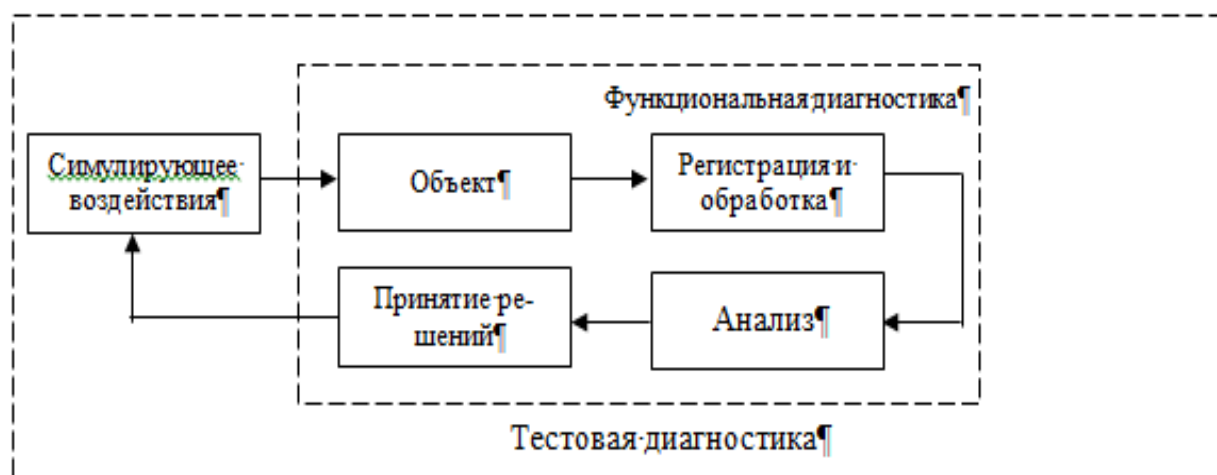 Функциональная·диагностика¶
Симулирующее·
воздействия¶
Объект¶
Регистрация·и·
обработка¶
Принятие·ре-
шений¶
Анализ¶
Тестовая·диагностика¶